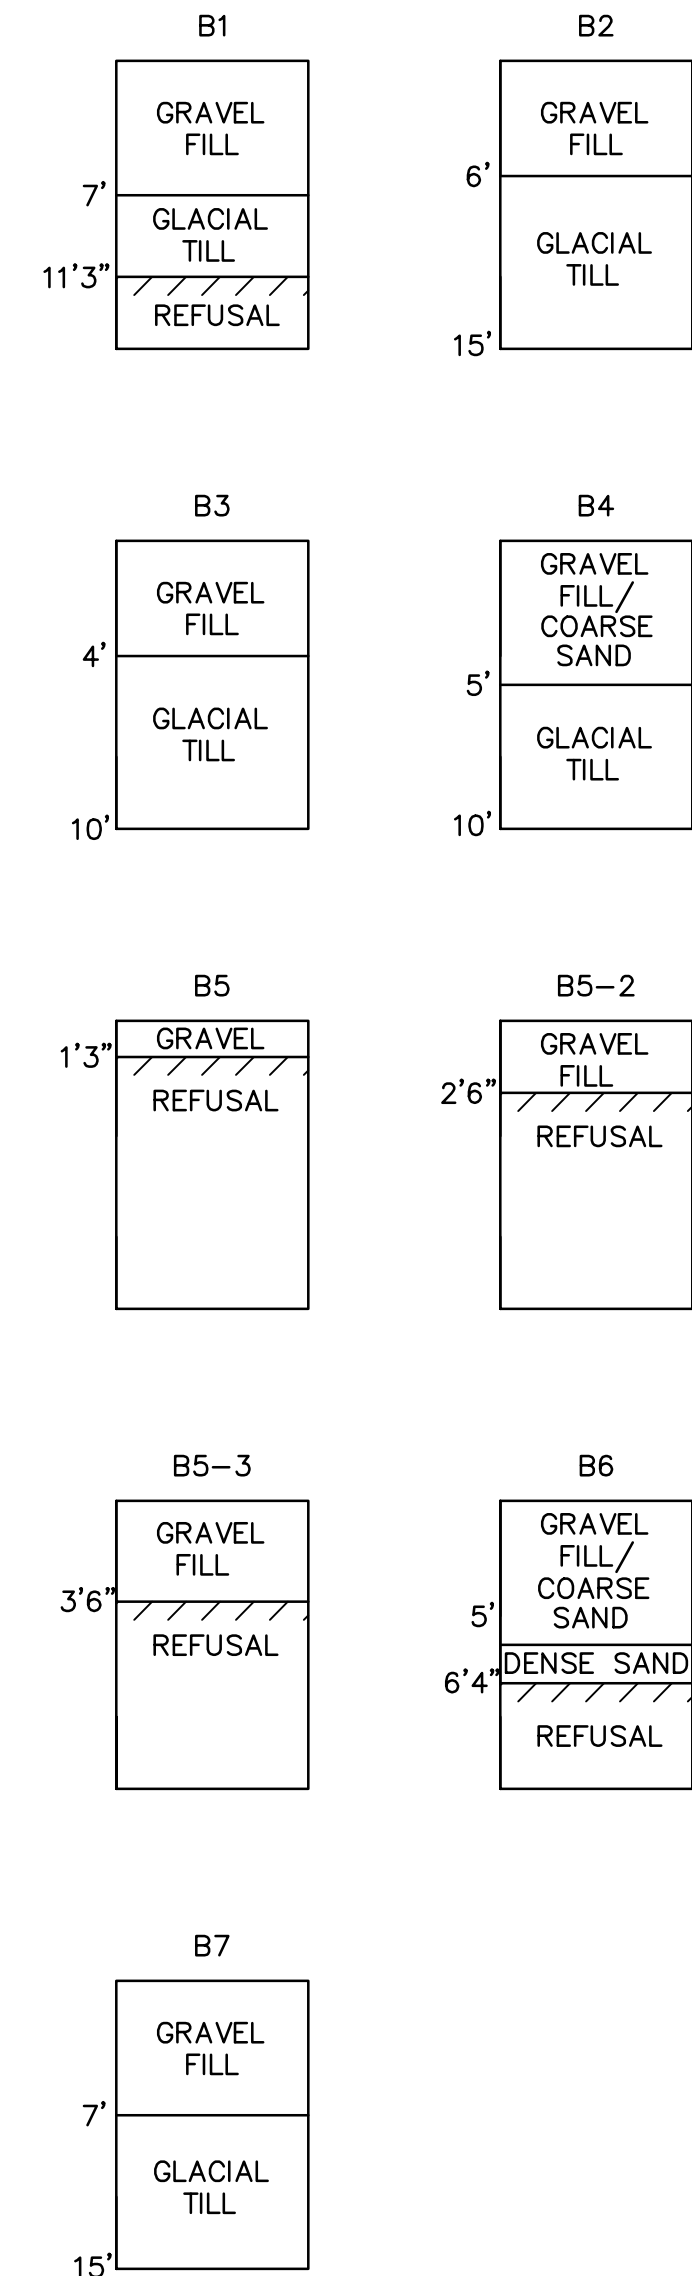 B1
GRAVEL
FILL
7'
GLACIAL
TILL
11'3"
REFUSAL
B2
GRAVEL
FILL
6'
GLACIAL
TILL
15'
B3
GRAVEL
FILL
4'
GLACIAL
TILL
10'
B4
GRAVEL
FILL/
COARSE
SAND
5'
GLACIAL
TILL
10'
B5
GRAVEL
1'3"
REFUSAL
B5-2
GRAVEL
FILL
2'6"
REFUSAL
B5-3
GRAVEL
FILL
3'6"
REFUSAL
B6
GRAVEL
FILL/
COARSE
SAND
5'
DENSE SAND
6'4"
REFUSAL
B7
GRAVEL
FILL
7'
GLACIAL
TILL
15'